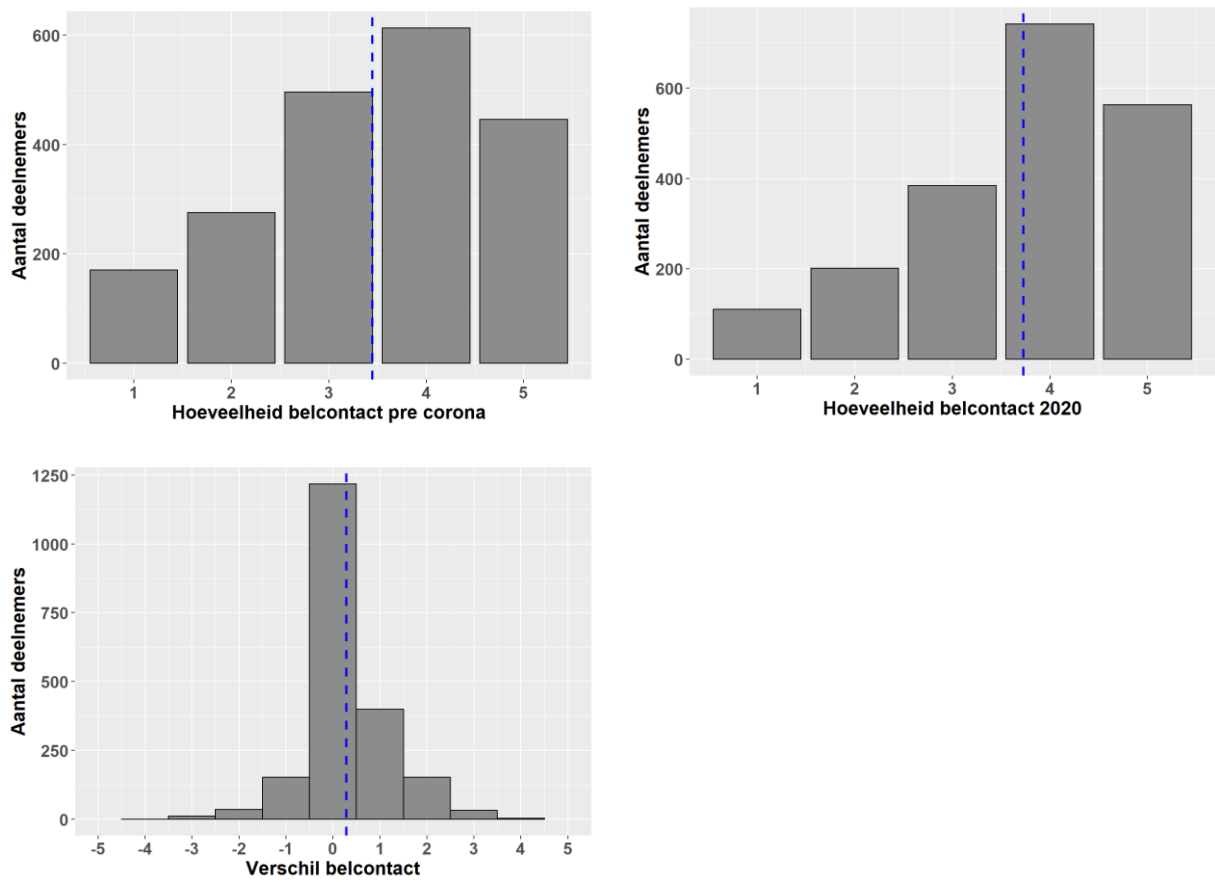 Aantal deelnemers
600
400
200
0
1 2 3 4 5
Hoeveelheid belcontact pre corona
Aantal deelnemers
600
400
200
0
1 2 3 4 5
Hoeveelheid belcontact 2020
Aantal deelnemers
1250
1000
750
500
250
0
-5 -4 -3 -2 -1 0 1 2 3 4 5
Verschil belcontact